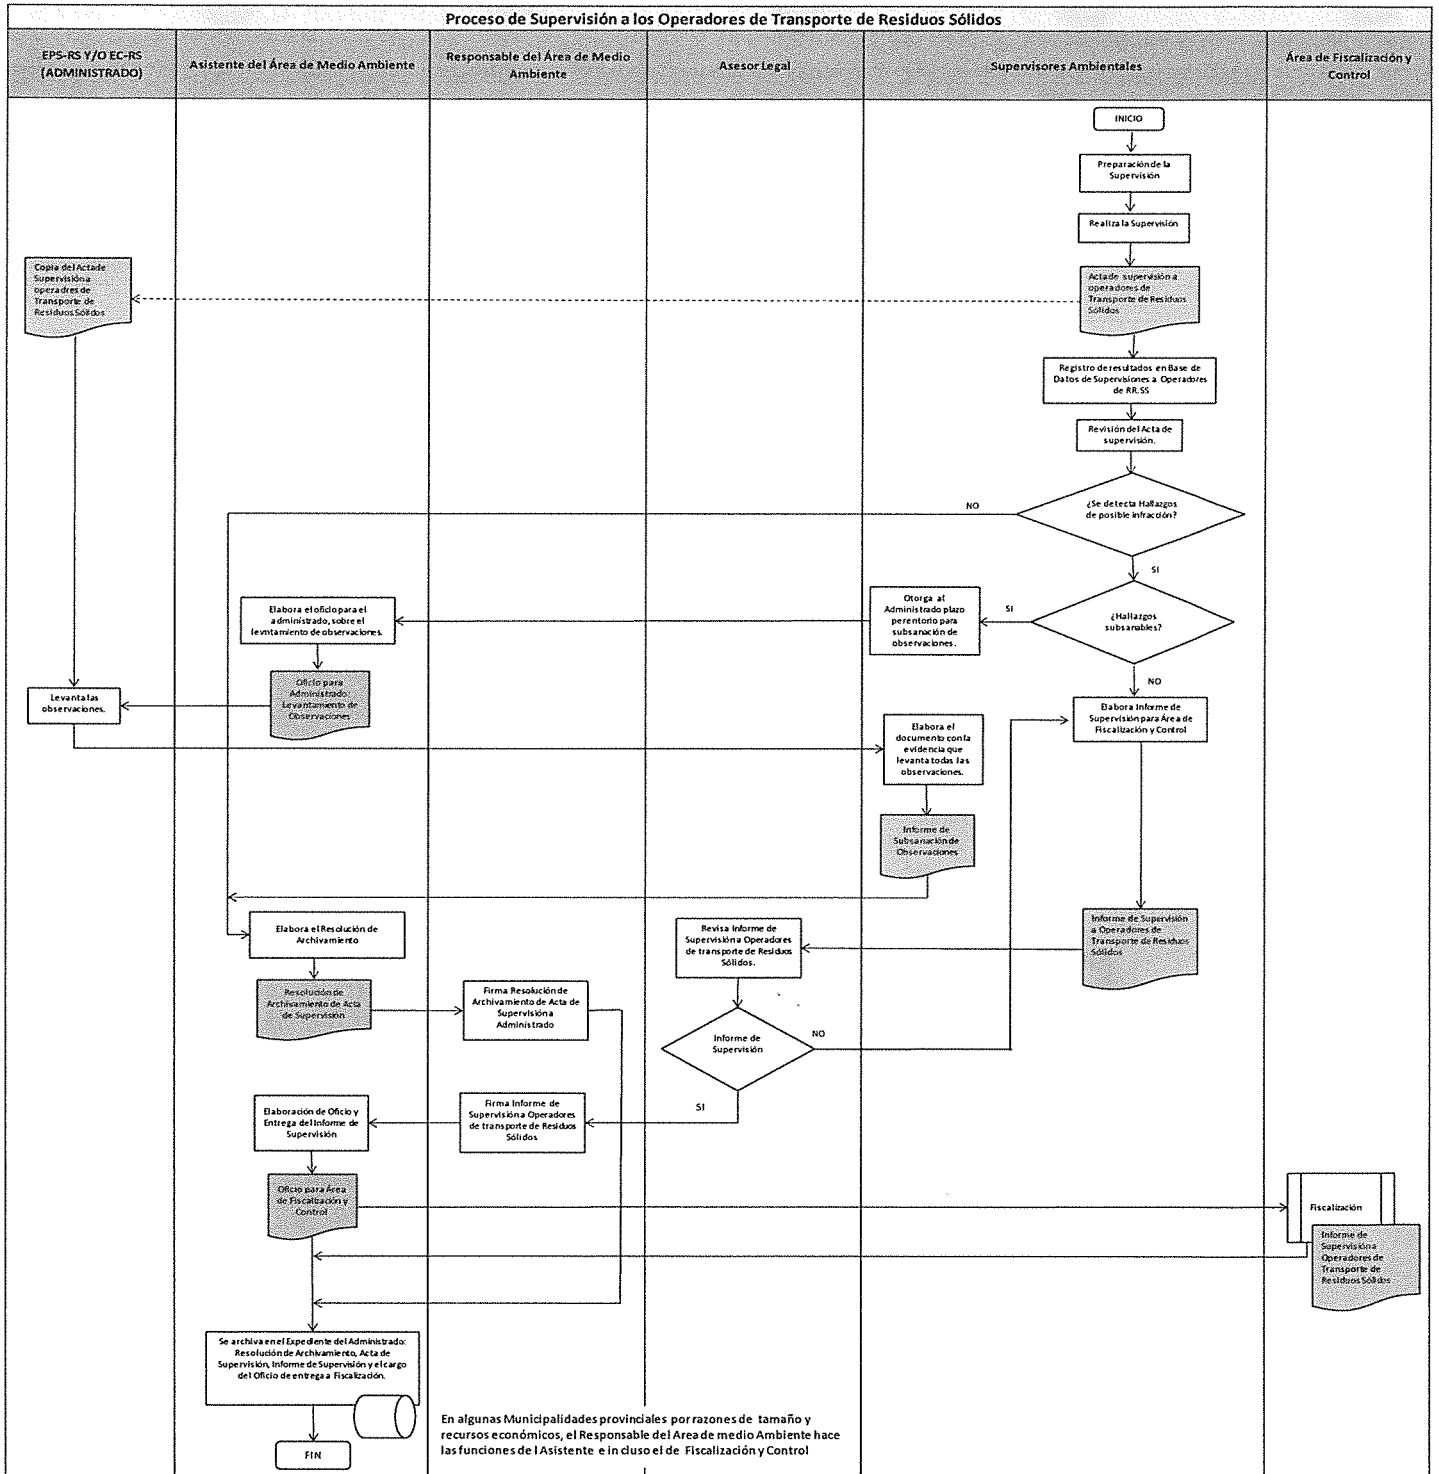 Proceso de Supervisión a los Operadores de Transporte de Residuos Sólidos
EPS-RS Y/O EC-RS
(ADMINISTRADO)
Asistente del Área de Medio Ambiente
Responsable del Área de Medio
Ambiente
Asesor Legal
Supervisores Ambientales
Área de Fiscalización y
Control
INICIO
Preparación de la
Supervisión
Realiza la Supervisión
Copia del Acta de
Supervisión a
operadres de
Transporte de
Residuos Sólidos
Acta de supervisión a
operadores de
Transporte de Residuos
Sólidos
Registro de resultados en Base de
Datos de Supervisiones a Operadores
de RR.SS
Revisión del Acta de
supervisión.
¿Se detecta Hallazgos
de posible infracción?
NO
SI
¿Hallazgos
subsanables?
SI
NO
Otorga al
Administrado plazo
perentorio para
subsanación de
observaciones.
Elabora el oficio para el
administrado, sobre el
levntamiento de observaciones.
Oficio para
Administrado
Levantamiento de
Observaciones
Levanta las
observaciones.
Elabora Informe de
Supervisión para Área de
Fiscalización y Control
Elabora el
documento con la
evidencia que
levanta todas las
observaciones.
Informe de
Subsanación de
Observaciones
Elabora el Resolución de
Archivamiento
Revisa Informe de
Supervisión a Operadores
de transporte de Residuos
Sólidos.
Informe de Supervisión
a Operadores de
Transporte de Residuos
Sólidos
Resolución de
Archivamiento de Acta
de Supervisión
Firma Resolución de
Archivamiento de Acta de
Supervisión a
Administrado
Informe de
Supervisión
NO
SI
Elaboración de Oficio y
Entrega del Informe de
Supervisión
Firma Informe de
Supervisión a Operadores
de transporte de Residuos
Sólidos
Oficio para Área
de Fiscalización y
Control
Fiscalización
Informe de
Supervisión a
Operadores de
Transporte de
Residuos Sólidos
Se archiva en el Expediente del Administrado:
Resolución de Archivamiento, Acta de
Supervisión, Informe de Supervisión y el cargo
del Oficio de entrega a Fiscalización.
FIN
En algunas Municipalidades provinciales por razones de tamaño y
recursos económicos, el Responsable del Area de medio Ambiente hace
las funciones del Asistente e incluso el de Fiscalización y Control